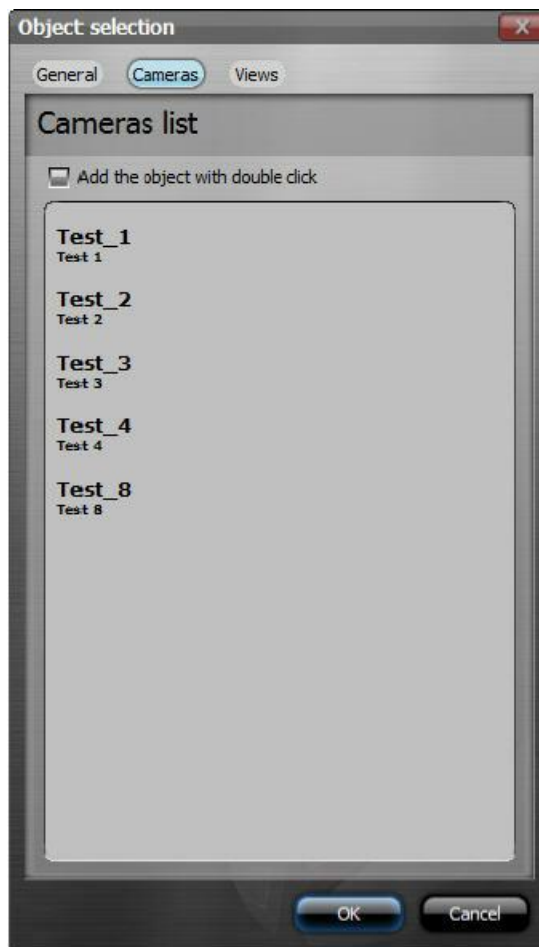 Object selection
General Cameras Views
Cameras list
Add the object with double click
Test_1
Test 1
Test_2
Test 2
Test_3
Test 3
Test_4
Test 4
Test_8
Test 8
OK Cancel